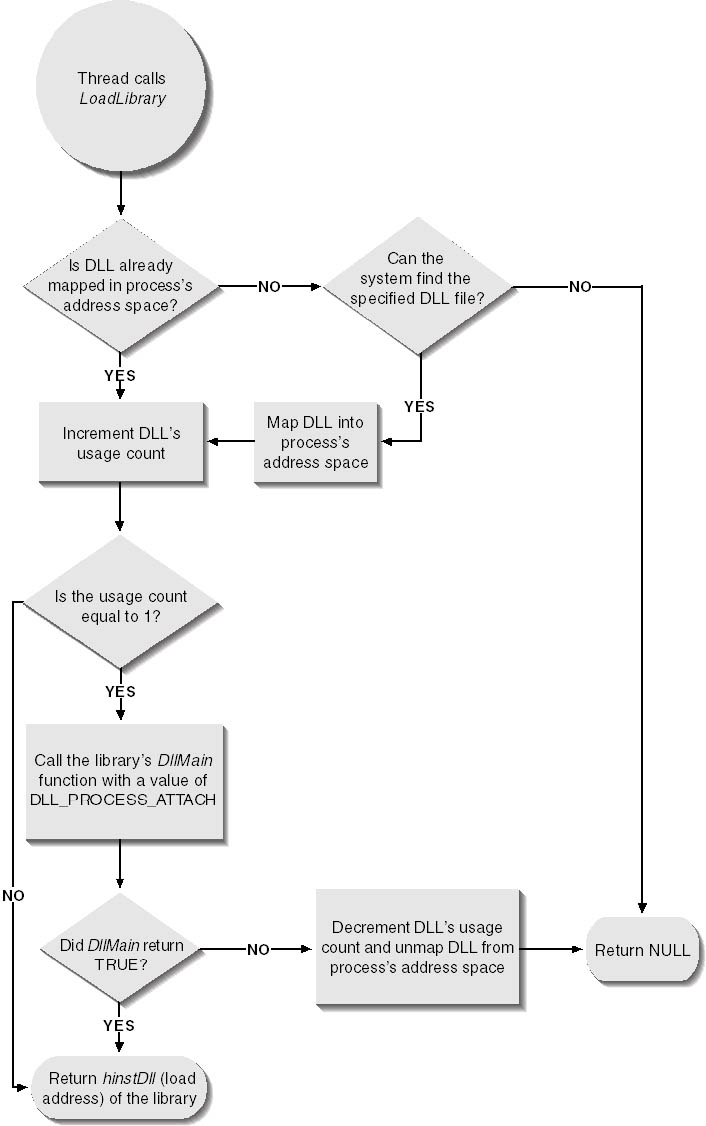 Thread calls
LoadLibrary
Is DLL already
mapped in process's
address space?
NO
Can the
system find the
specified DLL file?
NO
YES
YES
Increment DLL's
usage count
Map DLL into
process's
address space
Is the usage count
equal to 1?
YES
Call the library's DllMain
function with a value of
DLL_PROCESS_ATTACH
NO
Did DllMain return
TRUE?
NO
Decrement DLL's usage
count and unmap DLL from
process's address space
Return NULL
YES
Return hinstDll (load
address) of the library